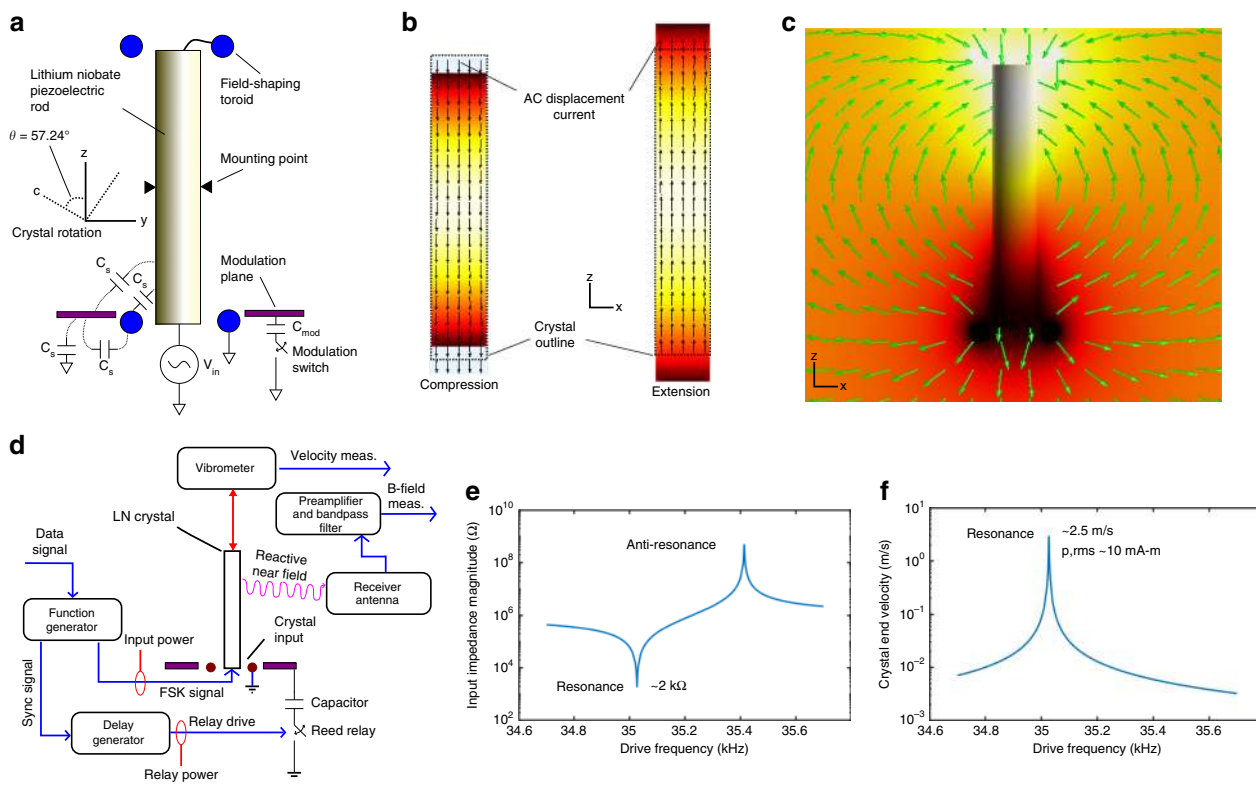 a
Lithium niobate
piezoelectric
rod
Field-shaping
toroid
θ = 57.24°
z
Mounting point
c
y
Crystal rotation
Cs
Cs
Modulation
plane
Cmod
Cs
Cs
Vin
Modulation
switch
b
AC displacement
current
z
x
Crystal
outline
Compression
Extension
c
z
x
d
Vibrometer
Velocity meas.
B-field
meas.
Preamplifier
and bandpass
filter
LN crystal
Data
signal
Reactive
near field
Receiver
antenna
Function
generator
Input power
Crystal
input
FSK signal
Sync signal
Capacitor
Delay
generator
Relay drive
Reed relay
Relay power
e
Input impedance magnitude (Ω)
10^10
10^8
10^6
10^4
10^2
Anti-resonance
Resonance
~2 kΩ
34.6 34.8 35 35.2 35.4 35.6
Drive frequency (kHz)
f
Crystal end velocity (m/s)
10^1
10^0
10^−1
10^−2
10^−3
Resonance
~2.5 m/s
p,rms ~10 mA-m
34.6 34.8 35 35.2 35.4 35.6
Drive frequency (kHz)